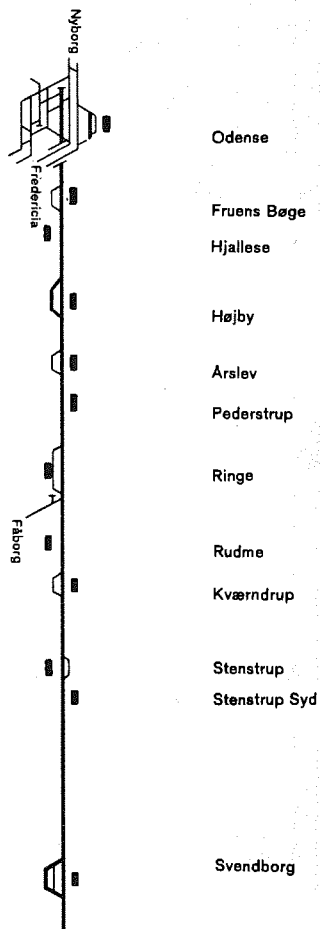 Nyborg
Odense
Fredericia
Fruens Bøge
Hjallese
Højby
Årslev
Pederstrup
Ringe
Fåborg
Rudme
Kværndrup
Stenstrup
Stenstrup Syd
Svendborg